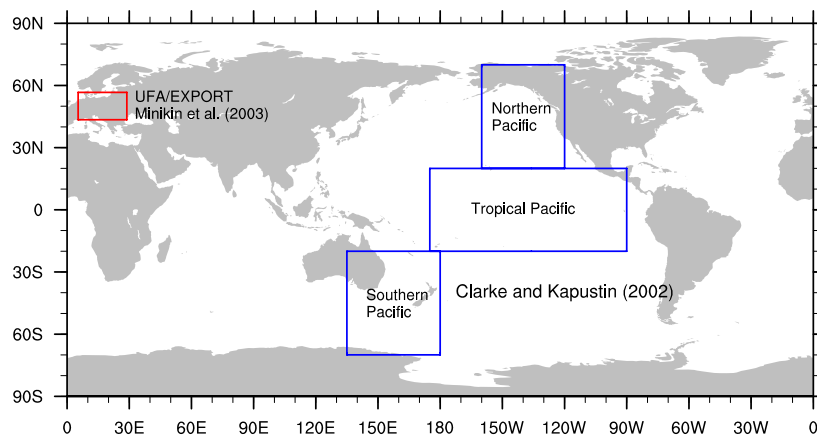 90N
60N
30N
0
30S
60S
90S
UFA/EXPORT
Minikin et al. (2003)
Northern
Pacific
Tropical Pacific
Southern
Pacific
Clarke and Kapustin (2002)
0 30E 60E 90E 120E 150E 180 150W 120W 90W 60W 30W 0